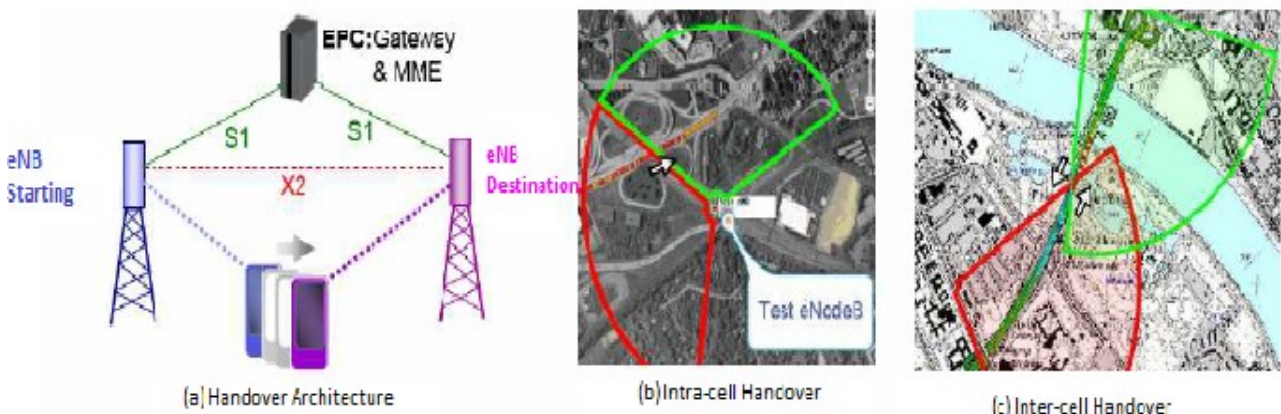 EPC:Gateway
& MME
S1
S1
eNB
Starting
X2
eNB
Destination
(a) Handover Architecture
Test eNodeB
(b) Intra-cell Handover
(c) Inter-cell Handover